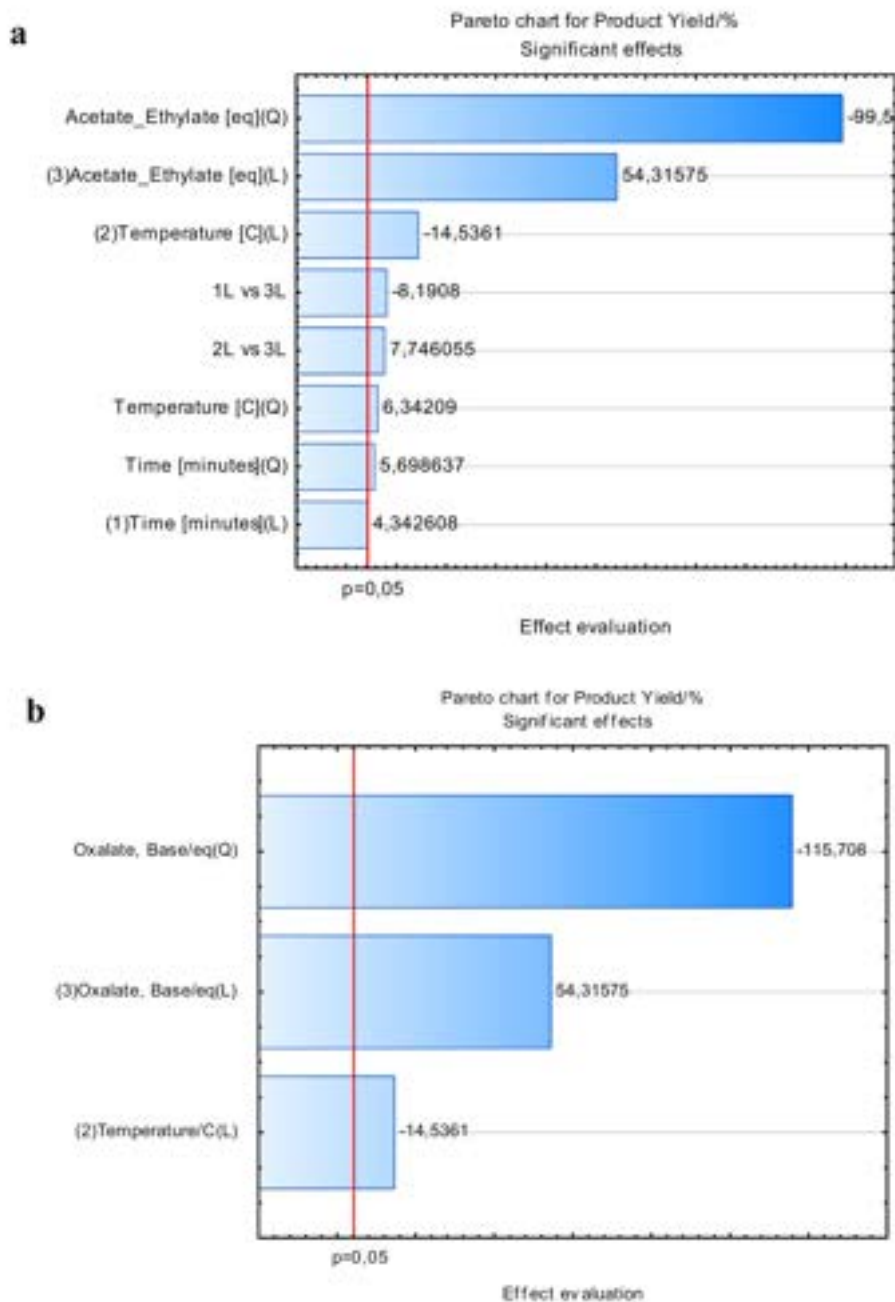 a
Pareto chart for Product Yield/%
Significant effects
Acetate_Ethylate [eq](Q)
-99,5
(3)Acetate_Ethylate [eq](L)
54,31575
(2)Temperature [C](L)
-14,5361
1L vs 3L
-8,1908
2L vs 3L
7,746055
Temperature [C](Q)
6,34209
Time [minutes](Q)
5,698637
(1)Time [minutes](L)
4,342608
p=0,05
Effect evaluation
b
Pareto chart for Product Yield/%
Significant effects
Oxalate, Base/eq(Q)
-115,708
(3)Oxalate, Base/eq(L)
54,31575
(2)Temperature/C(L)
-14,5361
p=0,05
Effect evaluation